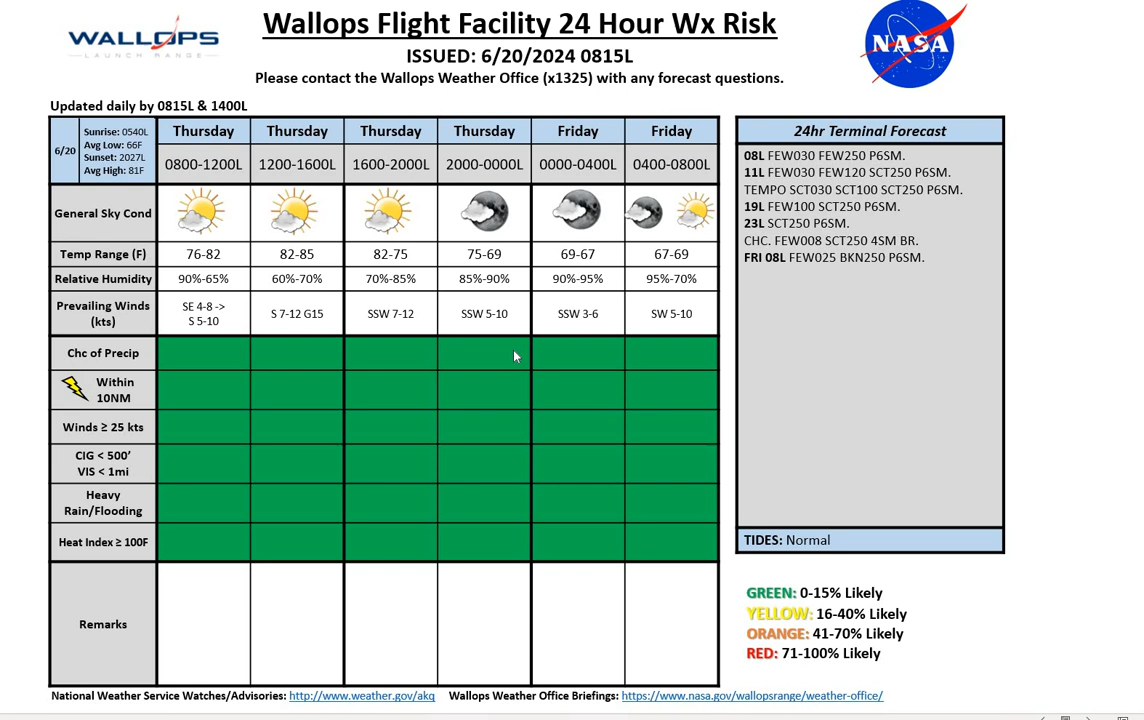 WALLOPS
LAUNCH RANGE
Wallops Flight Facility 24 Hour Wx Risk
ISSUED: 6/20/2024 0815L
Please contact the Wallops Weather Office (x1325) with any forecast questions.
NASA
Updated daily by 0815L & 1400L
6/20
Sunrise: 0540L
Avg Low: 66F
Sunset: 2027L
Avg High: 81F
Thursday Thursday Thursday Thursday Friday Friday
0800-1200L 1200-1600L 1600-2000L 2000-0000L 0000-0400L 0400-0800L
General Sky Cond
Temp Range (F) 76-82 82-85 82-75 75-69 69-67 67-69
Relative Humidity 90%-65% 60%-70% 70%-85% 85%-90% 90%-95% 95%-70%
Prevailing Winds
(kts)
SE 4-8 ->
S 5-10
S 7-12 G15 SSW 7-12 SSW 5-10 SSW 3-6 SW 5-10
Chc of Precip
Within
10NM
Winds ≥ 25 kts
CIG < 500’
VIS < 1mi
Heavy
Rain/Flooding
Heat Index ≥ 100F
Remarks
24hr Terminal Forecast
08L FEW030 FEW250 P6SM.
11L FEW030 FEW120 SCT250 P6SM.
TEMPO SCT030 SCT100 SCT250 P6SM.
19L FEW100 SCT250 P6SM.
23L SCT250 P6SM.
CHC. FEW008 SCT250 4SM BR.
FRI 08L FEW025 BKN250 P6SM.
TIDES: Normal
GREEN: 0-15% Likely
YELLOW: 16-40% Likely
ORANGE: 41-70% Likely
RED: 71-100% Likely
National Weather Service Watches/Advisories: http://www.weather.gov/akq Wallops Weather Office Briefings: https://www.nasa.gov/wallopsrange/weather-office/